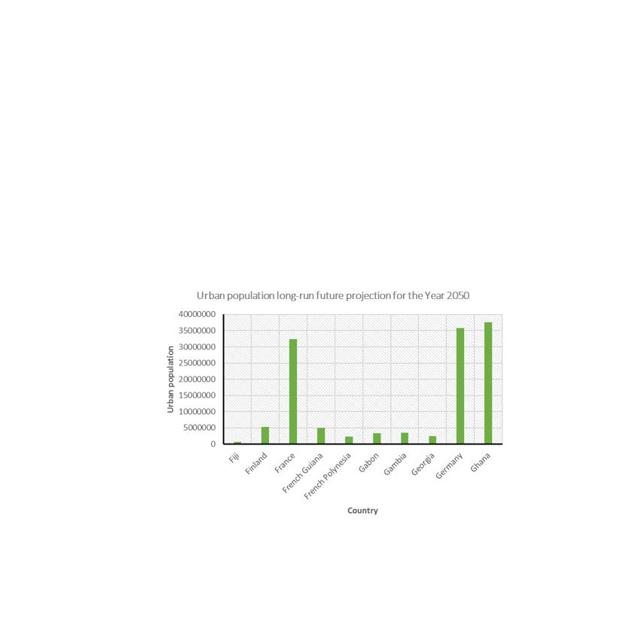 Urban population long-run future projection for the Year 2050
40000000
35000000
30000000
25000000
20000000
15000000
10000000
5000000
0
Urban population
Fiji
Finland
France
French Guiana
French Polynesia
Gabon
Gambia
Georgia
Germany
Ghana
Country